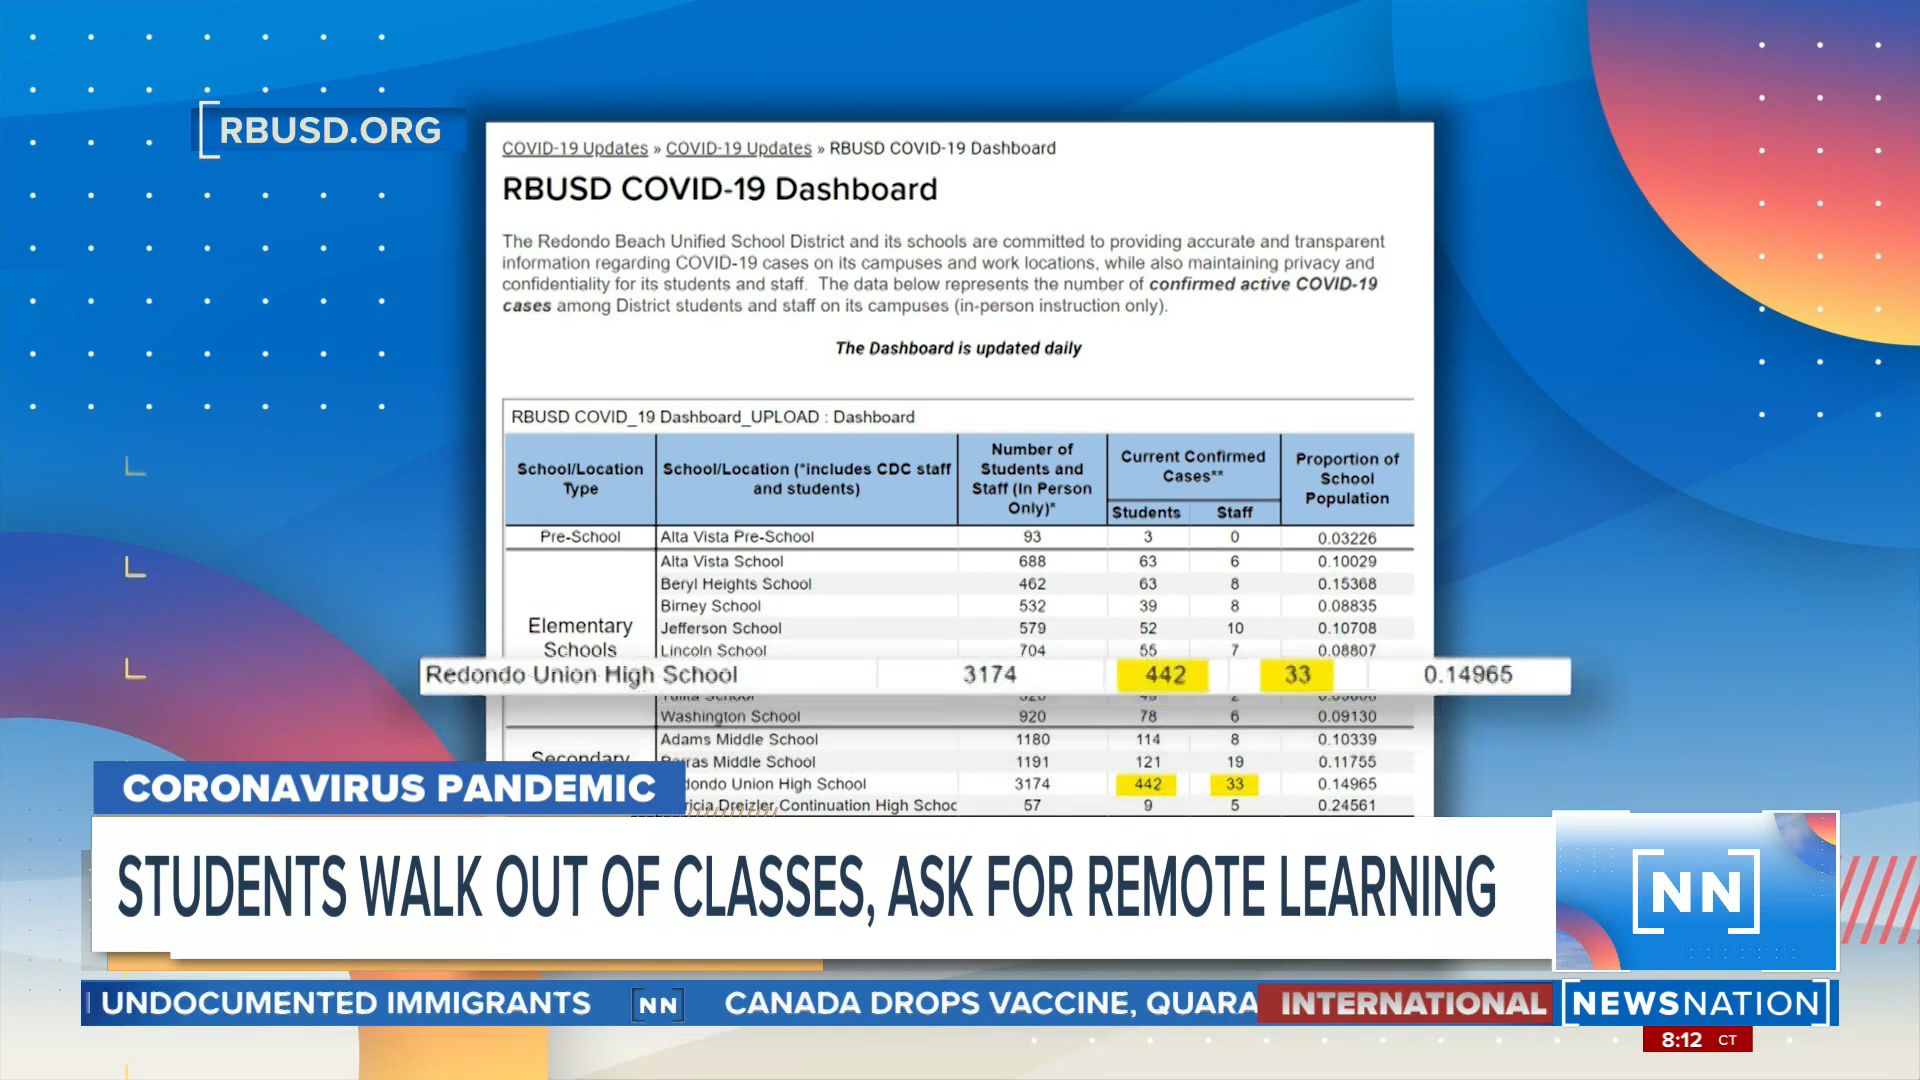 RBUSD.ORG
COVID-19 Updates » COVID-19 Updates » RBUSD COVID-19 Dashboard
RBUSD COVID-19 Dashboard
The Redondo Beach Unified School District and its schools are committed to providing accurate and transparent
information regarding COVID-19 cases on its campuses and work locations, while also maintaining privacy and
confidentiality for its students and staff. The data below represents the number of confirmed active COVID-19
cases among District students and staff on its campuses (in-person instruction only).
The Dashboard is updated daily
RBUSD COVID_19 Dashboard_UPLOAD : Dashboard
School/Location Type
School/Location (*includes CDC staff and students)
Number of Students and Staff (In Person Only)*
Current Confirmed Cases**
Students Staff
Proportion of School Population
Pre-School Alta Vista Pre-School 93 3 0 0.03226
Elementary Schools
Alta Vista School 688 63 6 0.10029
Beryl Heights School 462 63 8 0.15368
Birney School 532 39 8 0.08835
Jefferson School 579 52 10 0.10708
Lincoln School 704 55 7 0.08807
Redondo Union High School 3174 442 33 0.14965
Washington School 920 78 6 0.09130
Secondary
Adams Middle School 1180 114 8 0.10339
Middle School 1191 121 19 0.11755
dondo Union High School 3174 442 33 0.14965
ricia Dreizler Continuation High Schoo 57 9 5 0.24561
CORONAVIRUS PANDEMIC
STUDENTS WALK OUT OF CLASSES, ASK FOR REMOTE LEARNING
NN
UNDOCUMENTED IMMIGRANTS NN CANADA DROPS VACCINE, QUARA INTERNATIONAL NEWSNATION
8:12 CT